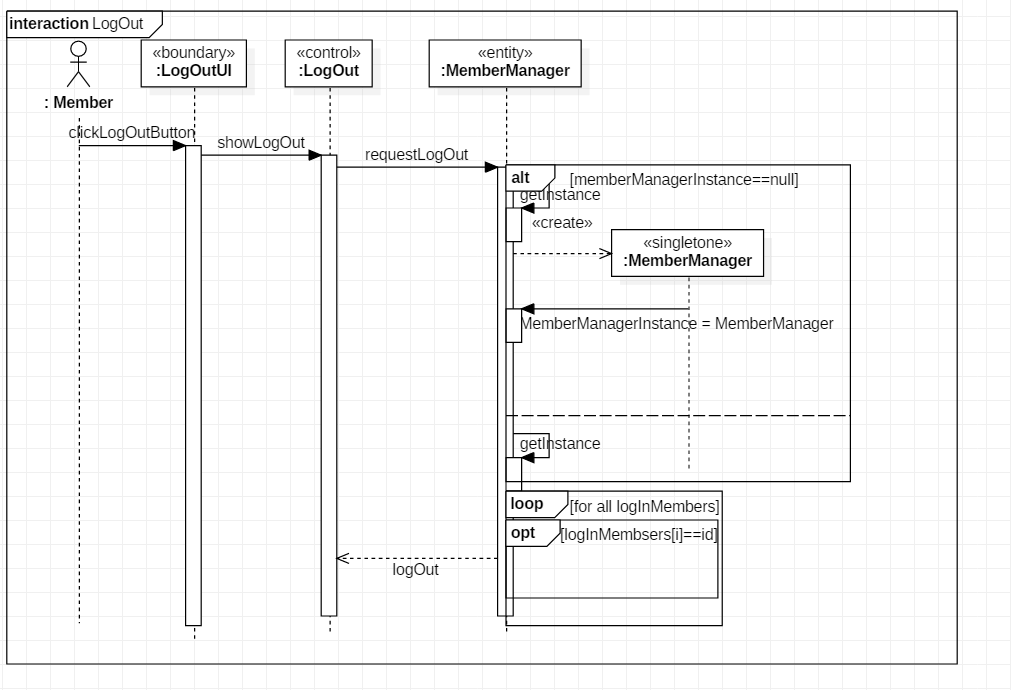 interaction LogOut
«boundary»
:LogOutUI
«control»
:LogOut
«entity»
:MemberManager
: Member
clickLogOutButton
showLogOut
requestLogOut
alt
[memberManagerInstance==null]
getInstance
«create»
«singletone»
:MemberManager
MemberManagerInstance = MemberManager
getInstance
loop
[for all logInMembers]
opt
[logInMembsers[i]==id]
logOut